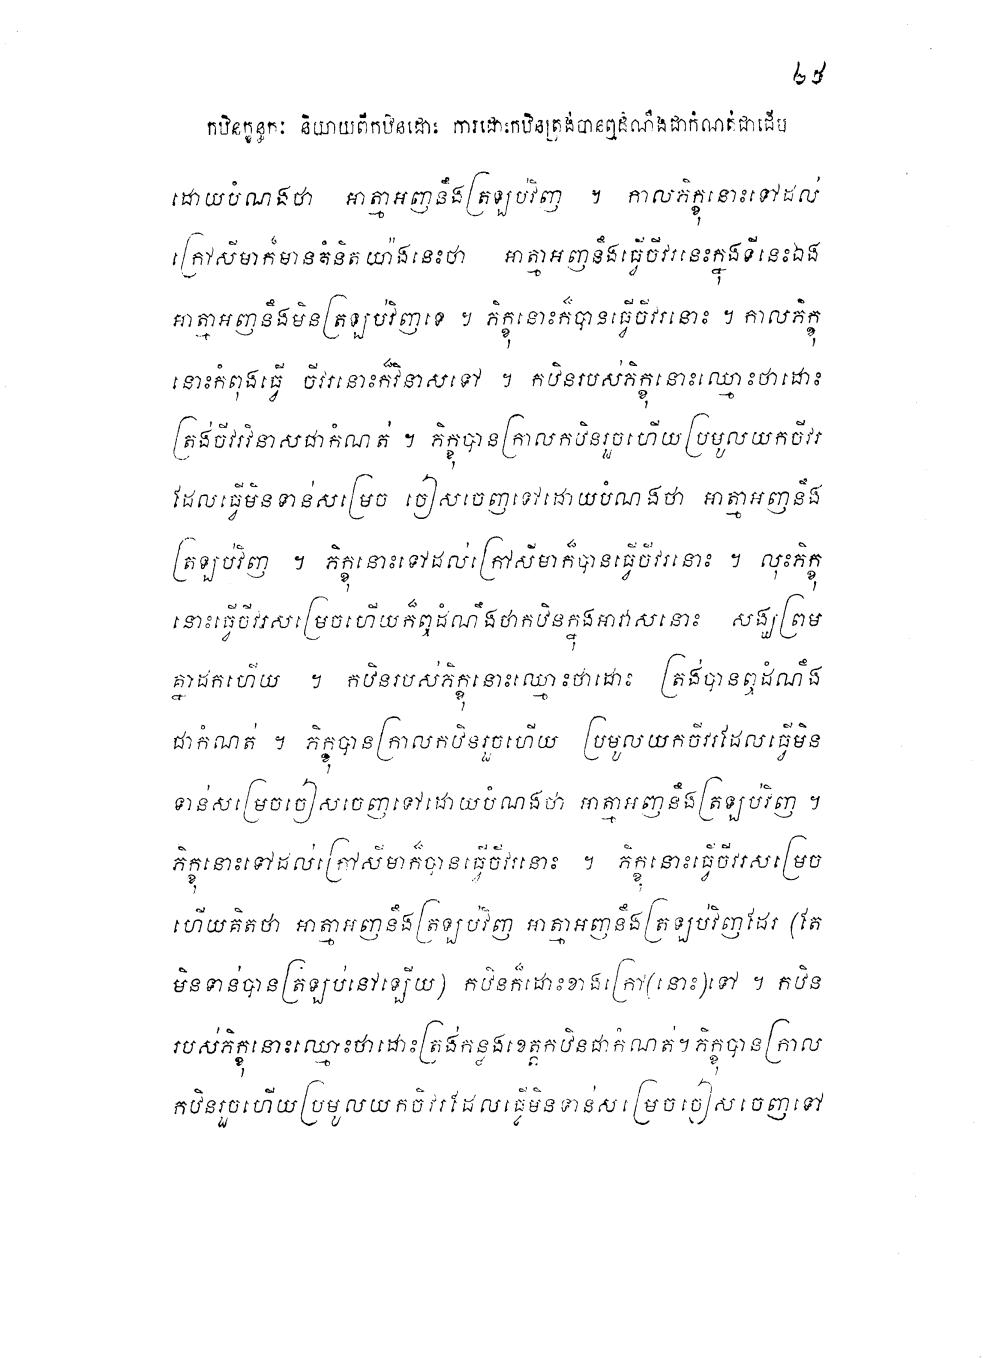 ២៥
កឋិនក្ខន្ធកៈ និយាយពីកឋិនដោះ ការដោះកឋិនត្រង់បានឮដំណឹងជាកំណត់ជាដើម
ដោយបំណងថា អាត្មាអញនឹងត្រឡប់វិញ ។ កាលភិក្ខុនោះទៅដល់
ក្រៅសីមាក៏មានគំនិតយ៉ាងនេះថា អាត្មាអញនឹងធ្វើចីវរនេះក្នុងទីនេះឯង
អាត្មាអញនឹងមិនត្រឡប់វិញទេ ។ ភិក្ខុនោះក៏បានធ្វើចីវរនោះ ។ កាលភិក្ខុ
នោះកំពុងធ្វើ ចីវរនោះក៏វិនាសទៅ ។ កឋិនរបស់ភិក្ខុនោះឈ្មោះថាដោះ
ត្រង់ចីវរវិនាសជាកំណត់ ។ ភិក្ខុបានក្រាលកឋិនរួចហើយប្រមូលយកចីវរ
ដែលធ្វើមិនទាន់សម្រេច ចៀសចេញទៅដោយបំណងថា អាត្មាអញនឹង
ត្រឡប់វិញ ។ ភិក្ខុនោះទៅដល់ក្រៅសីមាក៏បានធ្វើចីវរនោះ ។ លុះភិក្ខុ
នោះធ្វើចីវរសម្រេចហើយក៏ឮដំណឹងថាកឋិនក្នុងអាវាសនោះ សង្ឃព្រម
គ្នាដកហើយ ។ កឋិនរបស់ភិក្ខុនោះឈ្មោះថាដោះ ត្រង់បានឮដំណឹង
ជាកំណត់ ។ ភិក្ខុបានក្រាលកឋិនរួចហើយ ប្រមូលយកចីវរដែលធ្វើមិន
ទាន់សម្រេចចៀសចេញទៅដោយបំណងថា អាត្មាអញនឹងត្រឡប់វិញ ។
ភិក្ខុនោះទៅដល់ក្រៅសីមាក៏បានធ្វើចីវរនោះ ។ ភិក្ខុនោះធ្វើចីវរសម្រេច
ហើយគិតថា អាត្មាអញនឹងត្រឡប់វិញ អាត្មាអញនឹងត្រឡប់វិញដែរ (តែ
មិនទាន់បានត្រឡប់នៅឡើយ) កឋិនក៏ដោះខាងក្រៅ(នោះ)ទៅ ។ កឋិន
របស់ភិក្ខុនោះឈ្មោះថាដោះត្រង់កន្លងខេត្តកឋិនជាកំណត់។ ភិក្ខុបានក្រាល
កឋិនរួចហើយប្រមូលយកចីវរដែលធ្វើមិនទាន់សម្រេចចៀសចេញទៅ